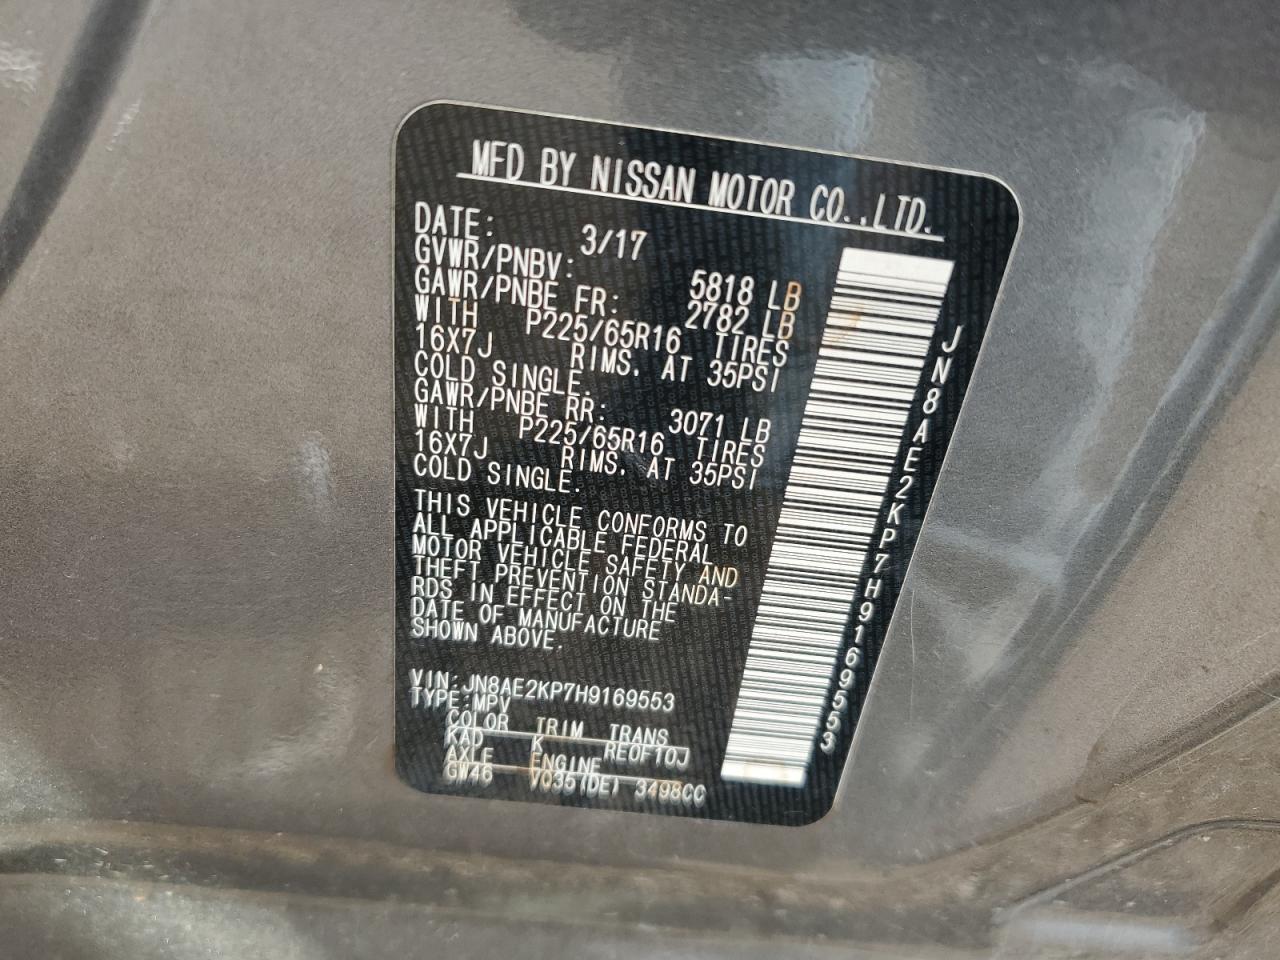 MFD BY NISSAN MOTOR CO.,LTD.
DATE: 3/17
GVWR/PNBV: 5818 LB
GAWR/PNBE FR: 2782 LB
WITH P225/65R16 TIRES
16X7J RIMS. AT 35PSI
COLD SINGLE.
GAWR/PNBE RR: 3071 LB
WITH P225/65R16 TIRES
16X7J RIMS. AT 35PSI
COLD SINGLE.
THIS VEHICLE CONFORMS TO
ALL APPLICABLE FEDERAL
MOTOR VEHICLE SAFETY AND
THEFT PREVENTION STANDA-
RDS IN EFFECT ON THE
DATE OF MANUFACTURE
SHOWN ABOVE.
VIN:JN8AE2KP7H9169553
TYPE:MPV
COLOR TRIM TRANS
KAD K RE0F10J
AXLE ENGINE
GW46 VQ35(DE) 3498CC
JN8AE2KP7H9169553